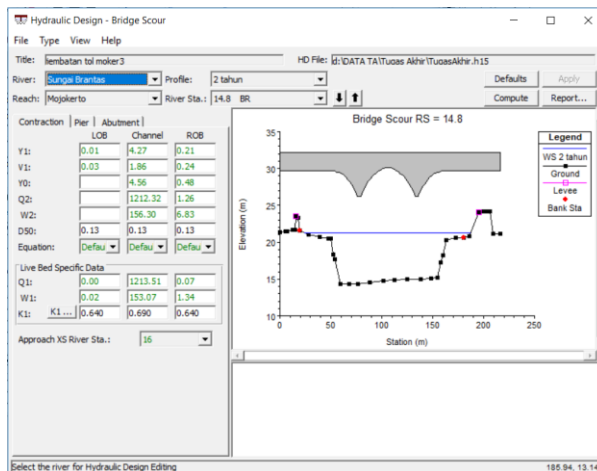 Hydraulic Design - Bridge Scour
File Type View Help
Title: jembatan tol moker3 HD File: d:\DATA TA\Tugas Akhir\TugasAkhir.h15
River: Sungai Brantas Profile: 2 tahun Defaults Apply
Reach: Mojokerto River Sta.: 14.8 BR Compute Report...
Contraction Pier Abutment
LOB Channel ROB
Y1: 0.01 4.27 0.21
V1: 0.03 1.86 0.24
Y0: 4.56 0.48
Q2: 1212.32 1.26
W2: 156.30 6.83
D50: 0.13 0.13 0.13
Equation: Defau Defau Defau
Live Bed Specific Data
Q1: 0.00 1213.51 0.07
W1: 0.02 153.07 1.34
K1: K1 ... 0.640 0.690 0.640
Approach XS River Sta.: 16
Bridge Scour RS = 14.8
Elevation (m)
35
30
25
20
15
10
0 50 100 150 200 250
Station (m)
Legend
WS 2 tahun
Ground
Levee
Bank Sta
Select the river for Hydraulic Design Editing
185.94, 13.14